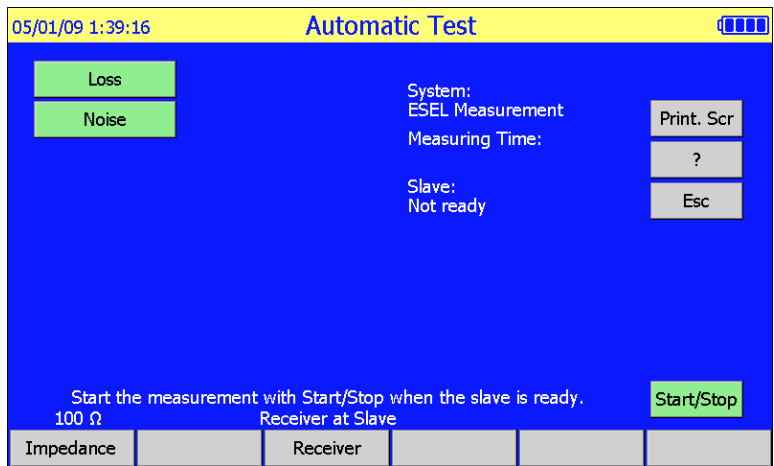 05/01/09 1:39:16
Automatic Test
Loss
Noise
System:
ESEL Measurement
Measuring Time:
Slave:
Not ready
Print. Scr
?
Esc
Start the measurement with Start/Stop when the slave is ready.
Start/Stop
100 Ω
Receiver at Slave
Impedance
Receiver